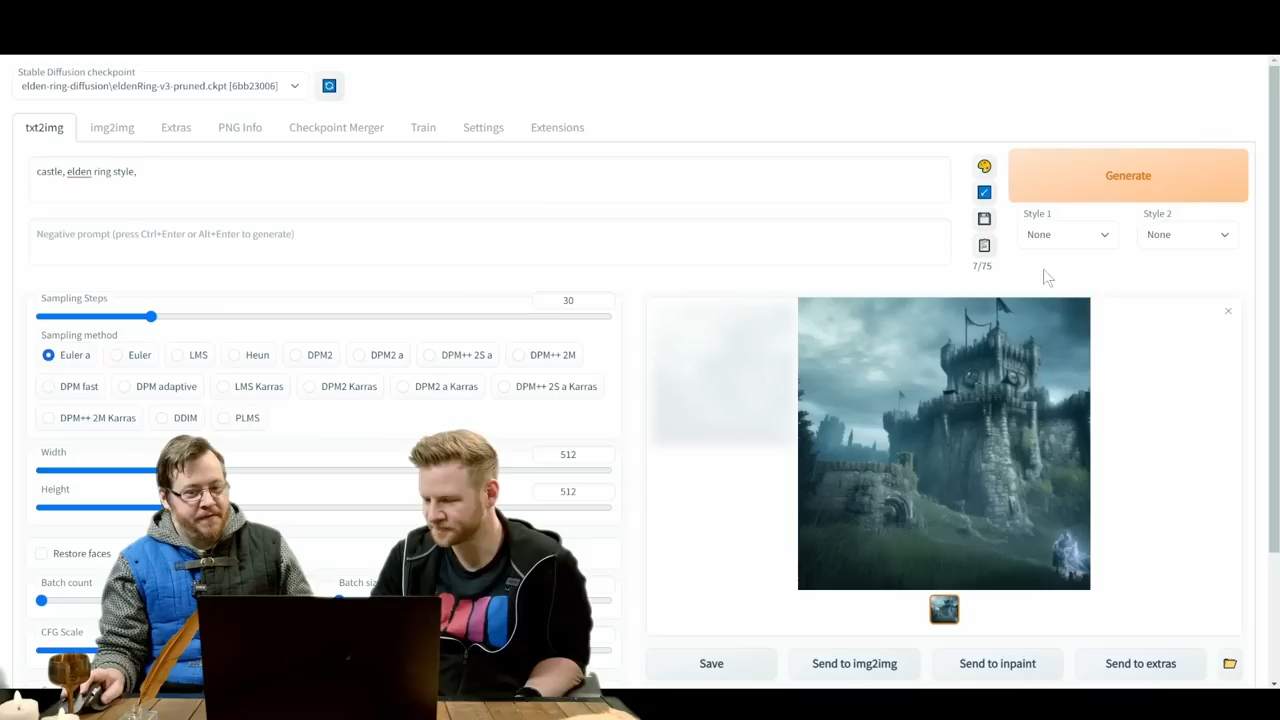 Stable Diffusion checkpoint
elden-ring-diffusion\eldenRing-v3-pruned.ckpt [6bb23006]
txt2img img2img Extras PNG Info Checkpoint Merger Train Settings Extensions
castle, elden ring style,
Generate
Style 1 Style 2
None None
Negative prompt (press Ctrl+Enter or Alt+Enter to generate)
7/75
Sampling Steps 30
Sampling method
Euler a Euler LMS Heun DPM2 DPM2 a DPM++ 2S a DPM++ 2M
DPM fast DPM adaptive LMS Karras DPM2 Karras DPM2 a Karras DPM++ 2S a Karras
DPM++ 2M Karras DDIM PLMS
Width 512
Height 512
Restore faces
Batch count Batch
CFG Scale
Save Send to img2img Send to inpaint Send to extras